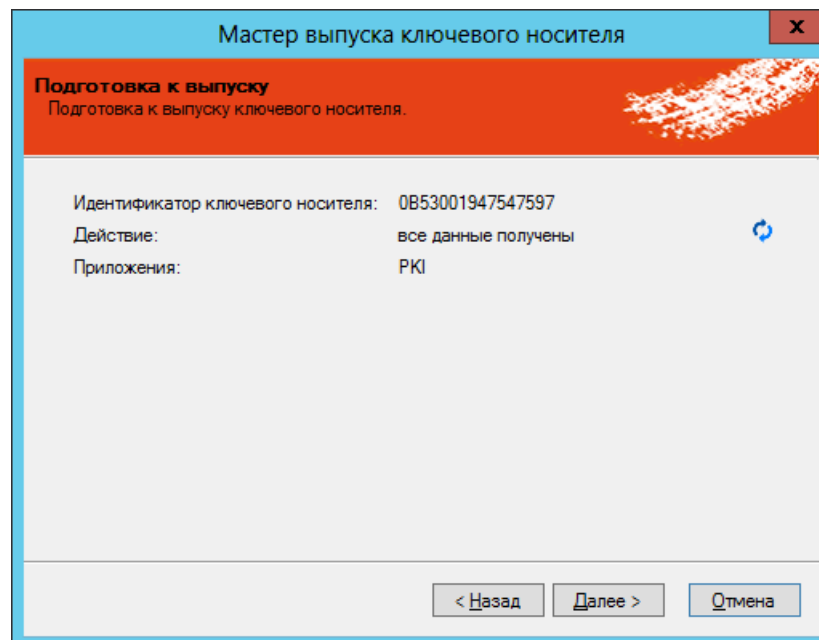 Мастер выпуска ключевого носителя
x
Подготовка к выпуску
Подготовка к выпуску ключевого носителя.
Идентификатор ключевого носителя: 0B53001947547597
Действие: все данные получены
Приложения: PKI
< Назад Далее > Отмена